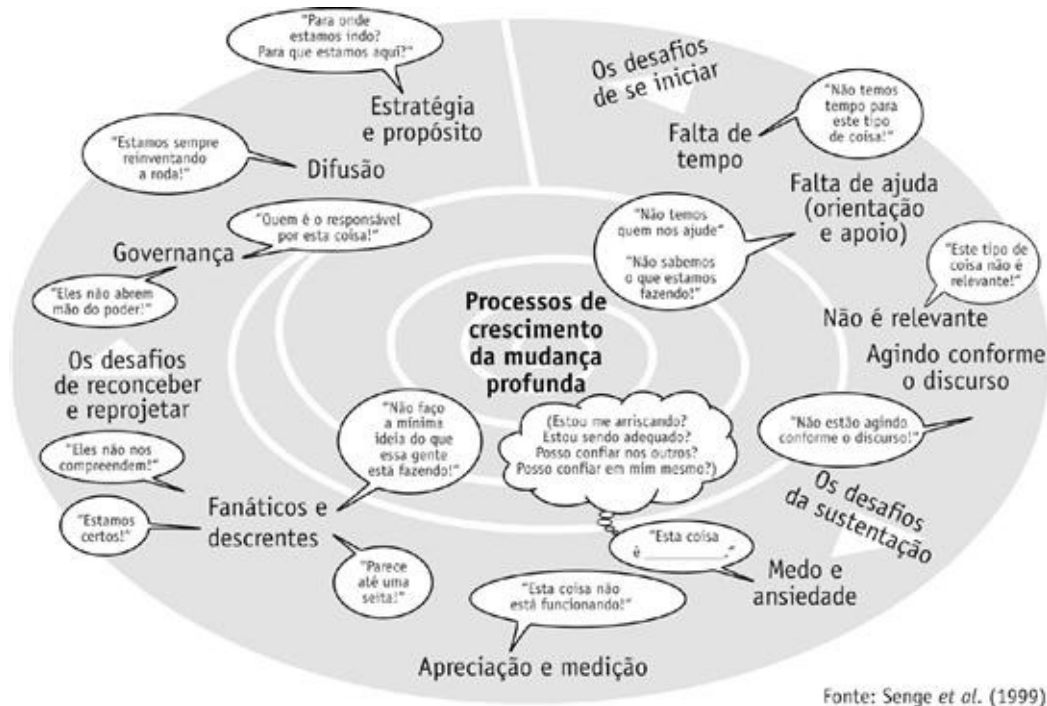 "Para onde
estamos indo?
Para que estamos aqui?"
Estratégia
e propósito
"Estamos sempre
reinventando
a roda!"
Difusão
"Quem é o responsável
por esta coisa!"
Governança
"Eles não abrem
mão do poder!"
Os desafios
de reconceber
e reprojetar
"Eles não nos
compreendem!"
"Estamos
certos!"
Fanáticos e
descrentes
"Não faço
a mínima
ideia do que
essa gente
está fazendo!"
"Parece
até uma
seita!"
Processos de
crescimento
da mudança
profunda
Os desafios
de se iniciar
Falta de
tempo
"Não temos
tempo para
este tipo
de coisa!"
Falta de ajuda
(orientação
e apoio)
"Não temos
quem nos ajude"
"Não sabemos
o que estamos
fazendo!"
"Este tipo de
coisa não é
relevante!"
Não é relevante
Agindo conforme
o discurso
"Não estão agindo
conforme o discurso!"
Os desafios
da sustentação
(Estou me arriscando?
Estou sendo adequado?
Posso confiar nos outros?
Posso confiar em mim mesmo?)
"Esta coisa
é ________."
Medo e
ansiedade
"Esta coisa não
está funcionando!"
Apreciação e medição
Fonte: Senge et al. (1999)